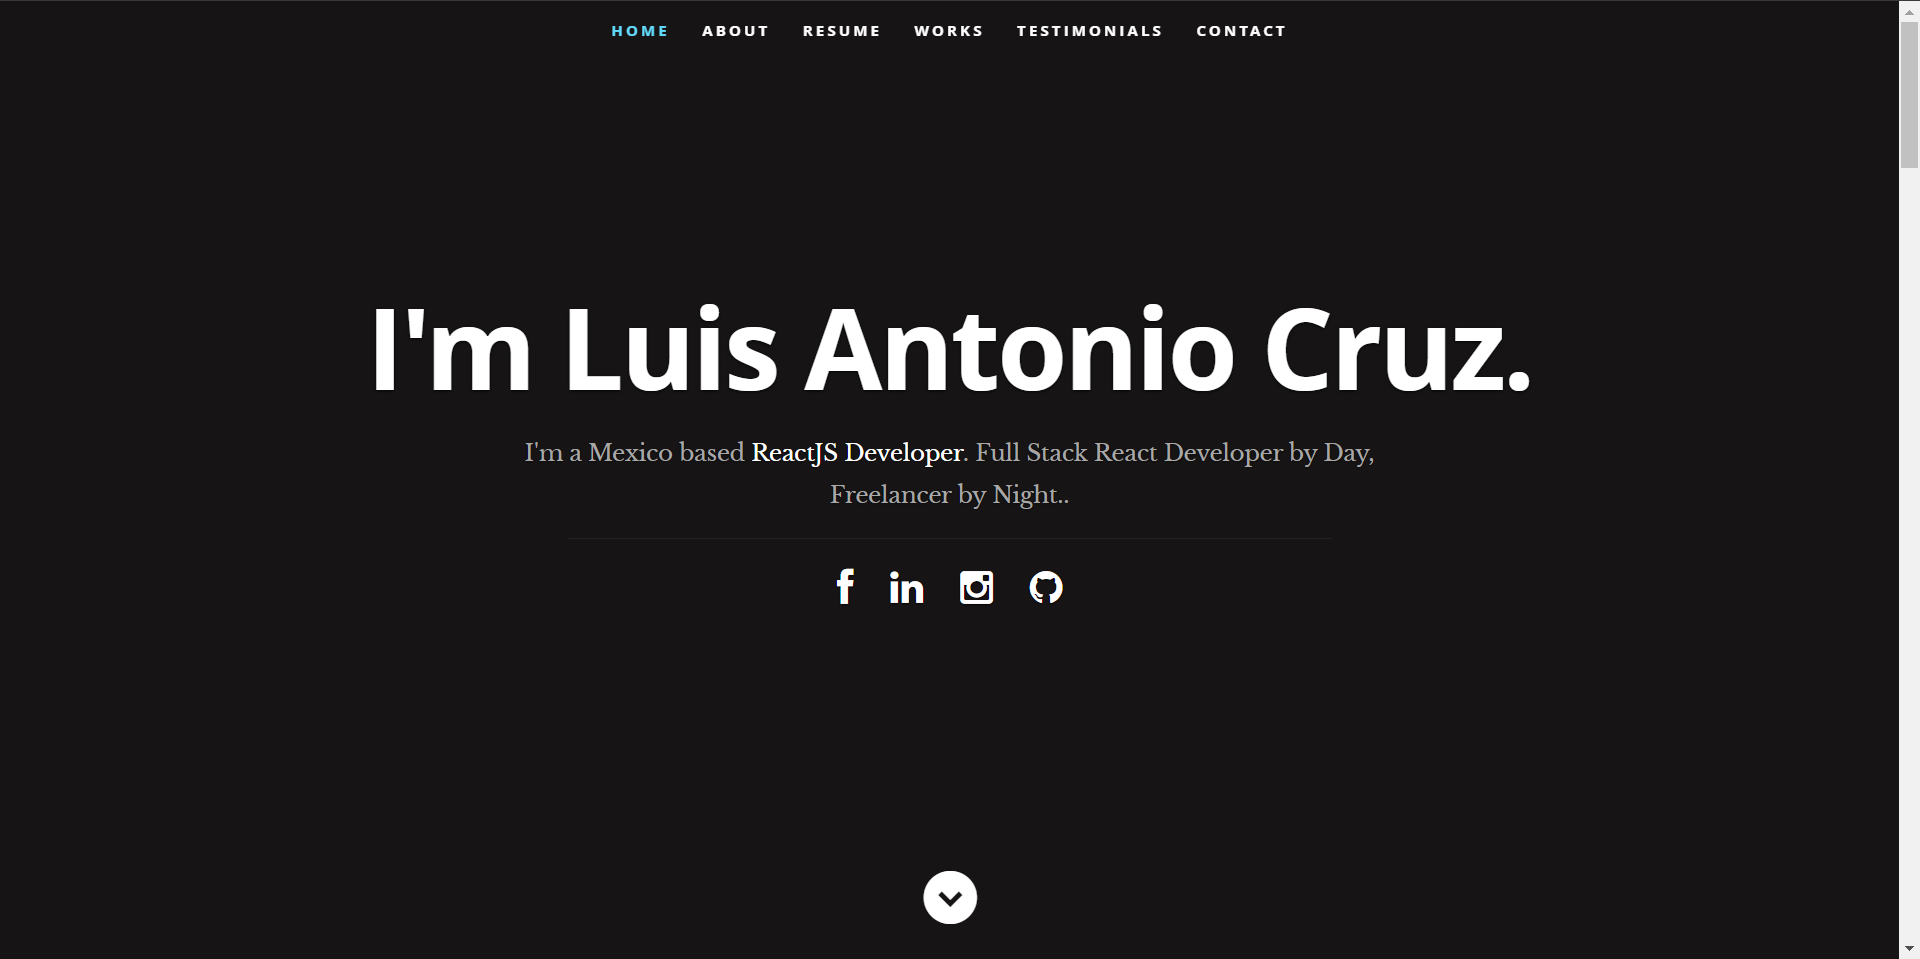 HOME ABOUT RESUME WORKS TESTIMONIALS CONTACT
I'm Luis Antonio Cruz.
I'm a Mexico based ReactJS Developer. Full Stack React Developer by Day,
Freelancer by Night..